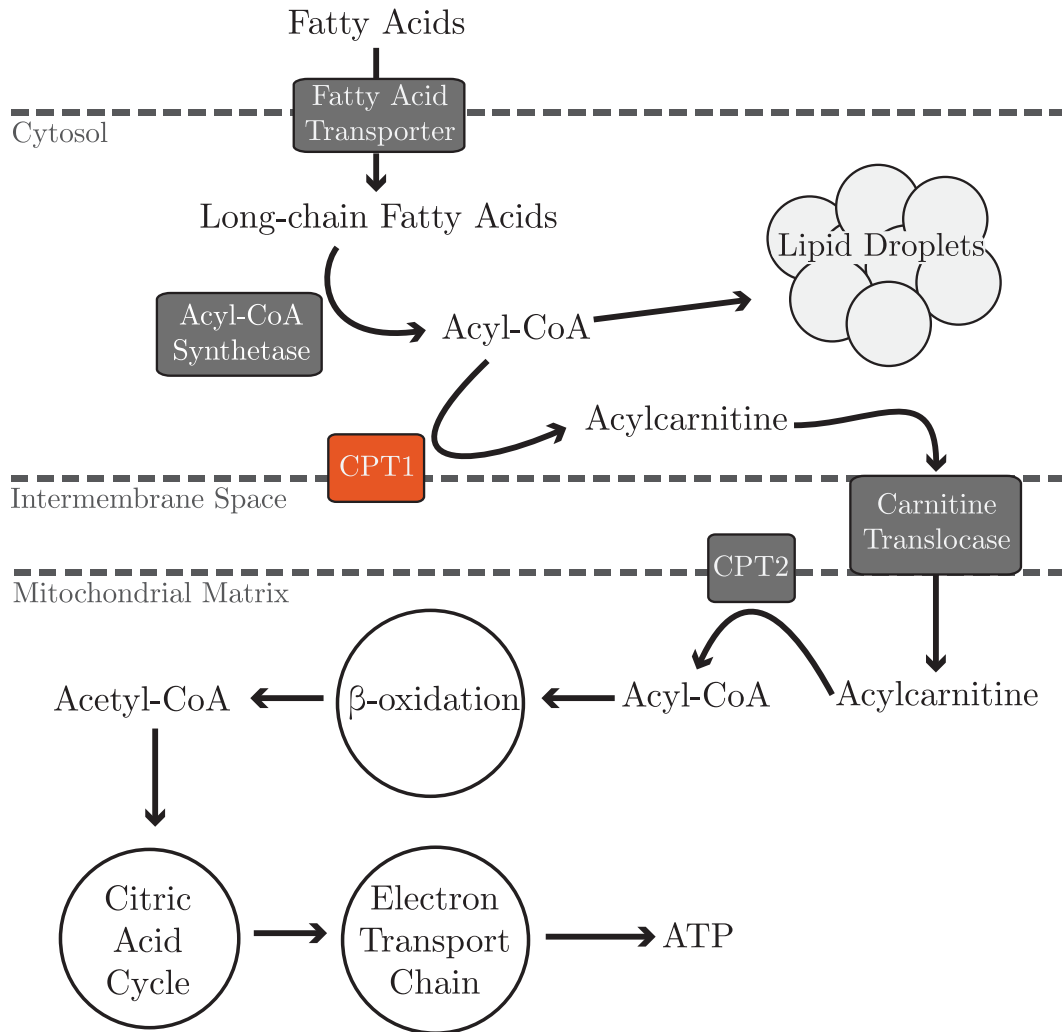 Fatty Acids
Fatty Acid
Transporter
Cytosol
Long-chain Fatty Acids
Lipid Droplets
Acyl-CoA
Synthetase
Acyl-CoA
Acylcarnitine
CPT1
Intermembrane Space
Carnitine
Translocase
CPT2
Mitochondrial Matrix
Acetyl-CoA
β-oxidation
Acyl-CoA
Acylcarnitine
Citric
Acid
Cycle
Electron
Transport
Chain
ATP